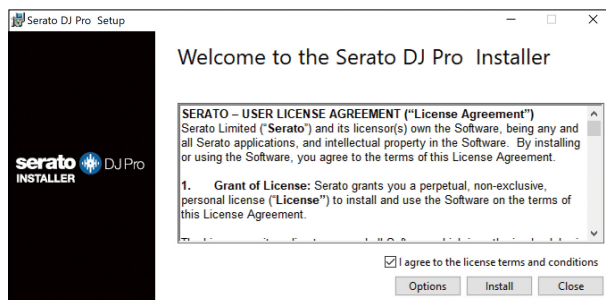 Serato DJ Pro Setup
Welcome to the Serato DJ Pro Installer
SERATO – USER LICENSE AGREEMENT (“License Agreement”)
Serato Limited (“Serato”) and its licensor(s) own the Software, being any and
all Serato applications, and intellectual property in the Software. By installing
or using the Software, you agree to the terms of this License Agreement.
1. Grant of License: Serato grants you a perpetual, non-exclusive,
personal license (“License”) to install and use the Software on the terms of
this License Agreement.
serato DJ Pro
INSTALLER
I agree to the license terms and conditions
Options Install Close